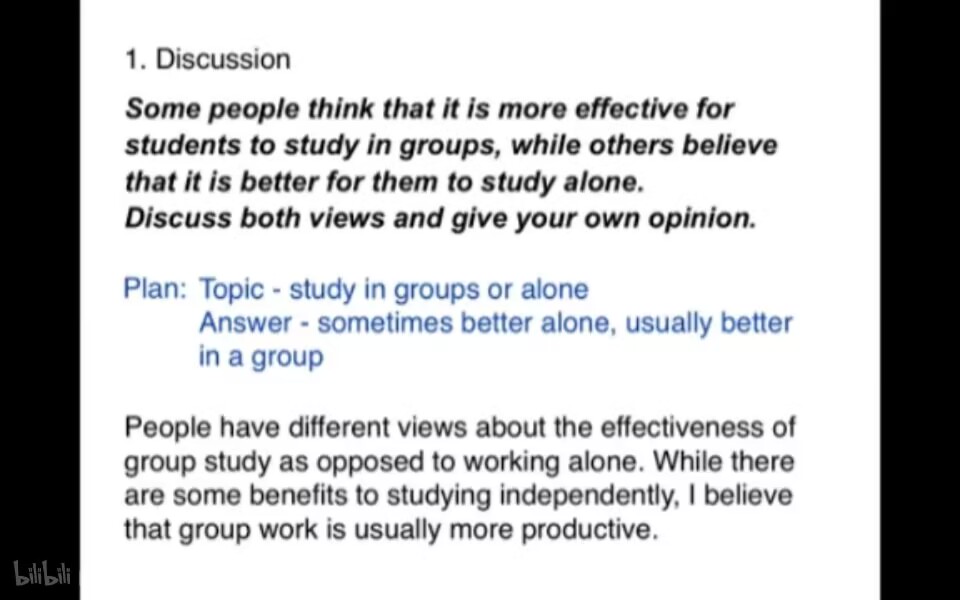 1. Discussion
Some people think that it is more effective for
students to study in groups, while others believe
that it is better for them to study alone.
Discuss both views and give your own opinion.
Plan: Topic - study in groups or alone
Answer - sometimes better alone, usually better
in a group
People have different views about the effectiveness of
group study as opposed to working alone. While there
are some benefits to studying independently, I believe
that group work is usually more productive.
bilibili